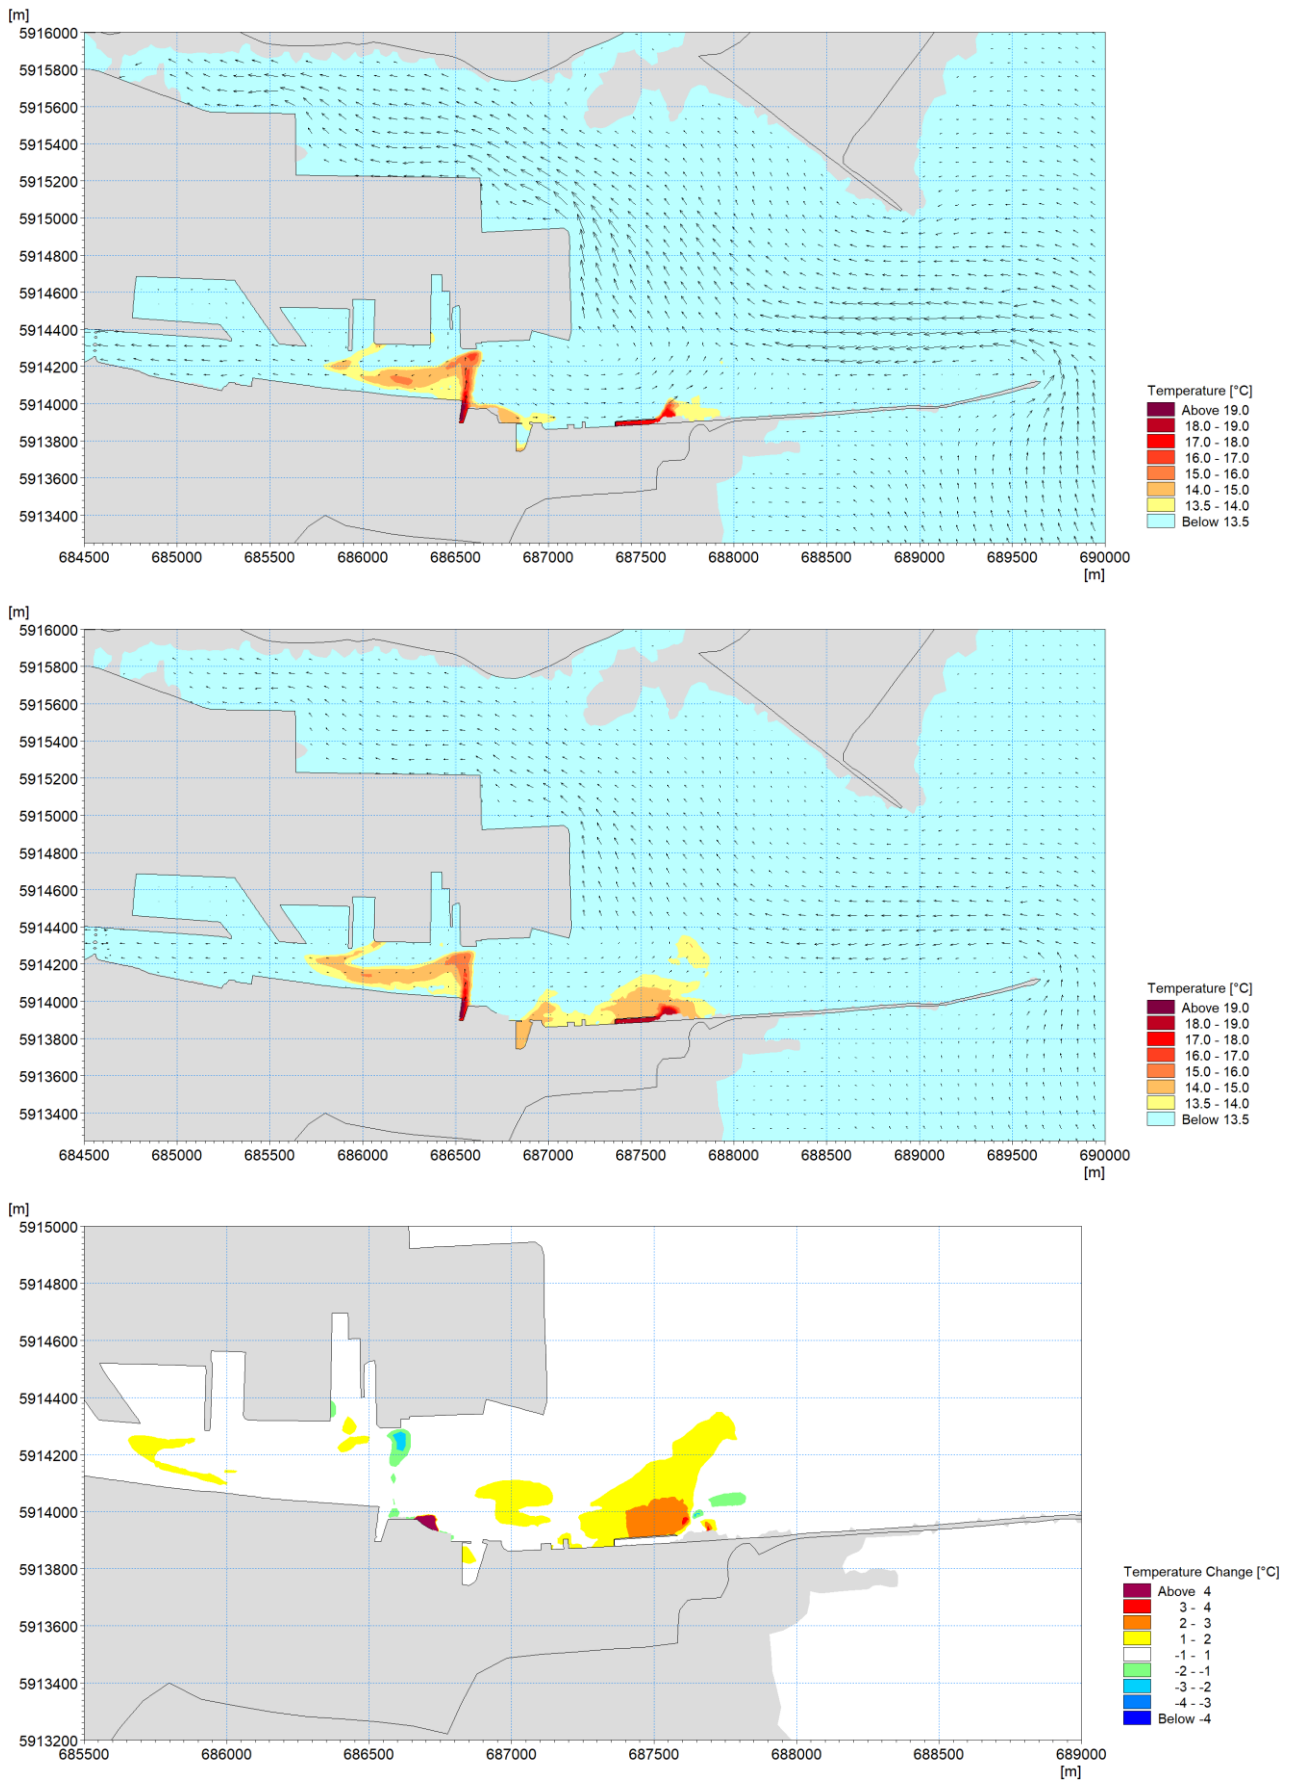 [m]
5916000
5915800
5915600
5915400
5915200
5915000
5914800
5914600
5914400
5914200
5914000
5913800
5913600
5913400
684500 685000 685500 686000 686500 687000 687500 688000 688500 689000 689500 690000
[m]
Temperature [°C]
Above 19.0
18.0 - 19.0
17.0 - 18.0
16.0 - 17.0
15.0 - 16.0
14.0 - 15.0
13.5 - 14.0
Below 13.5
[m]
5916000
5915800
5915600
5915400
5915200
5915000
5914800
5914600
5914400
5914200
5914000
5913800
5913600
5913400
684500 685000 685500 686000 686500 687000 687500 688000 688500 689000 689500 690000
[m]
Temperature [°C]
Above 19.0
18.0 - 19.0
17.0 - 18.0
16.0 - 17.0
15.0 - 16.0
14.0 - 15.0
13.5 - 14.0
Below 13.5
[m]
5915000
5914800
5914600
5914400
5914200
5914000
5913800
5913600
5913400
5913200
685500 686000 686500 687000 687500 688000 688500 689000
[m]
Temperature Change [°C]
Above 4
3 - 4
2 - 3
1 - 2
-1 - 1
-2 - -1
-3 - -2
-4 - -3
Below -4